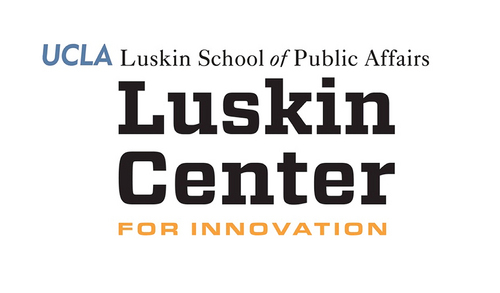 UCLA Luskin School of Public Affairs
Luskin
Center
FOR INNOVATION